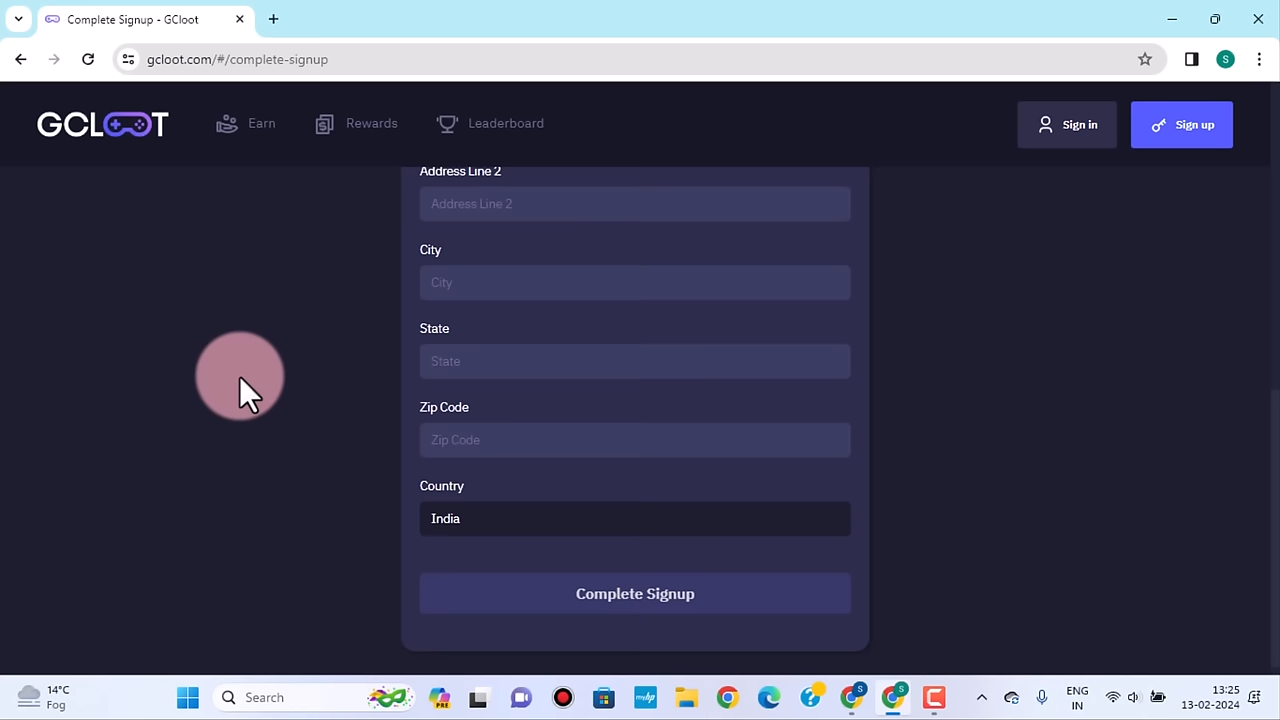 Complete Signup - GCloot
gcloot.com/#/complete-signup
S
GCLOOT
Earn
Rewards
Leaderboard
Sign in
Sign up
Address Line 2
Address Line 2
City
City
State
State
Zip Code
Zip Code
Country
India
Complete Signup
14°C
Fog
Search
PRE
myhp
S
S
ENG
IN
13:25
13-02-2024